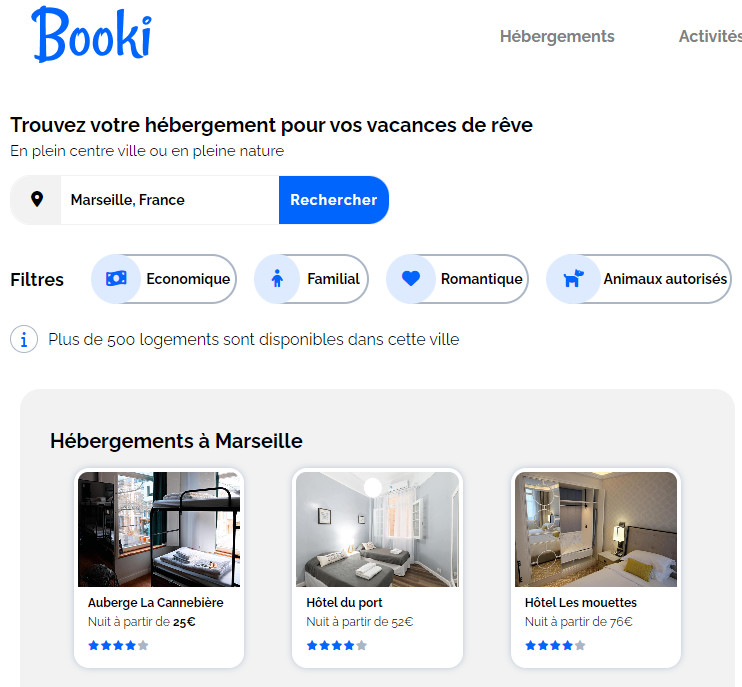 Booki
Hébergements Activités
Trouvez votre hébergement pour vos vacances de rêve
En plein centre ville ou en pleine nature
Marseille, France Rechercher
Filtres Economique Familial Romantique Animaux autorisés
i Plus de 500 logements sont disponibles dans cette ville
Hébergements à Marseille
Auberge La Cannebière Hôtel du port Hôtel Les mouettes
Nuit à partir de 25€ Nuit à partir de 52€ Nuit à partir de 76€